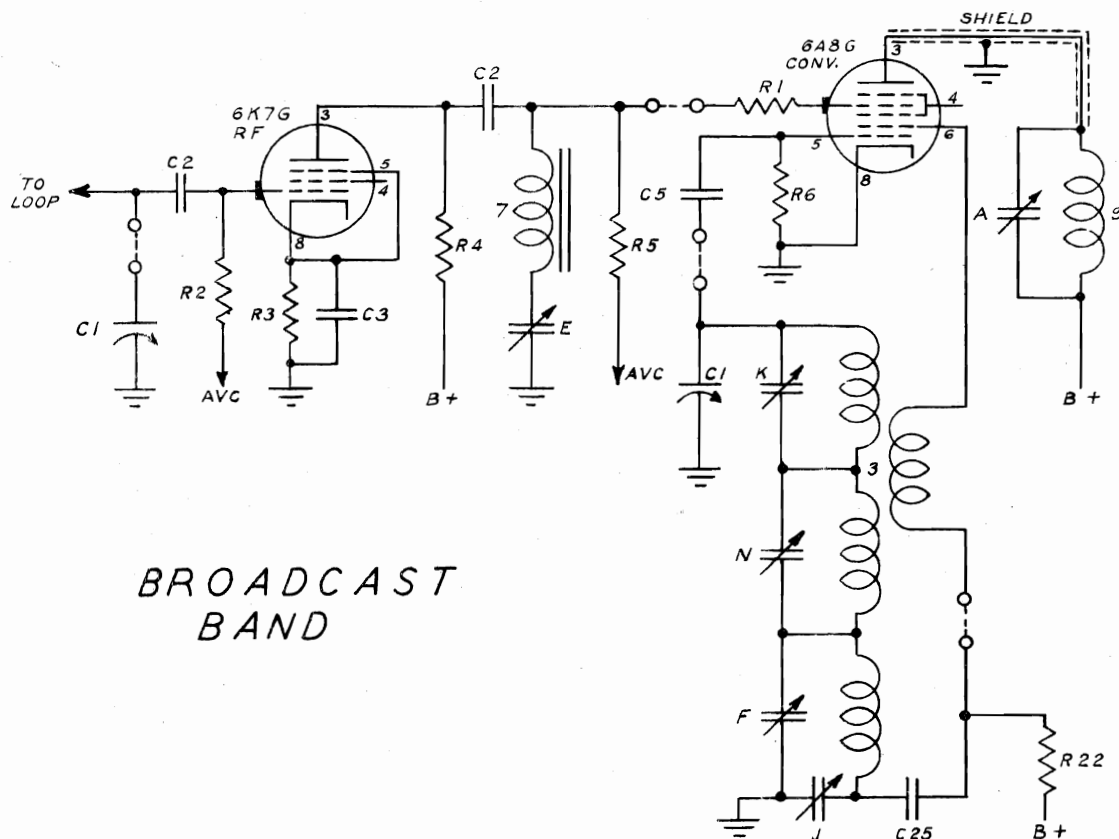 SHIELD
6A8G
CONV.
3
C2
R1
4
6K7G
RF
3
5
6
C2
5
4
8
TO
LOOP
C5
R6
A
9
7
R4
R5
8
R2
R3
C3
E
C1
AVC
B+
AVC
C1
K
B+
3
BROADCAST
BAND
N
F
R22
J
C25
B+